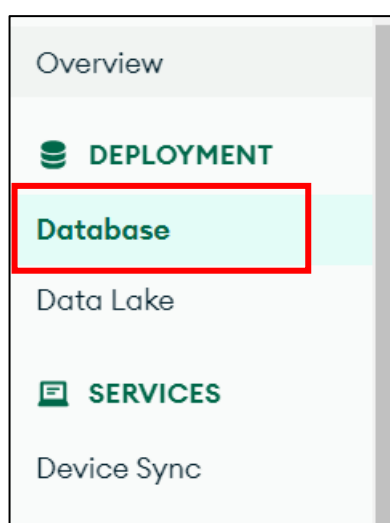 Overview
DEPLOYMENT
Database
Data Lake
SERVICES
Device Sync